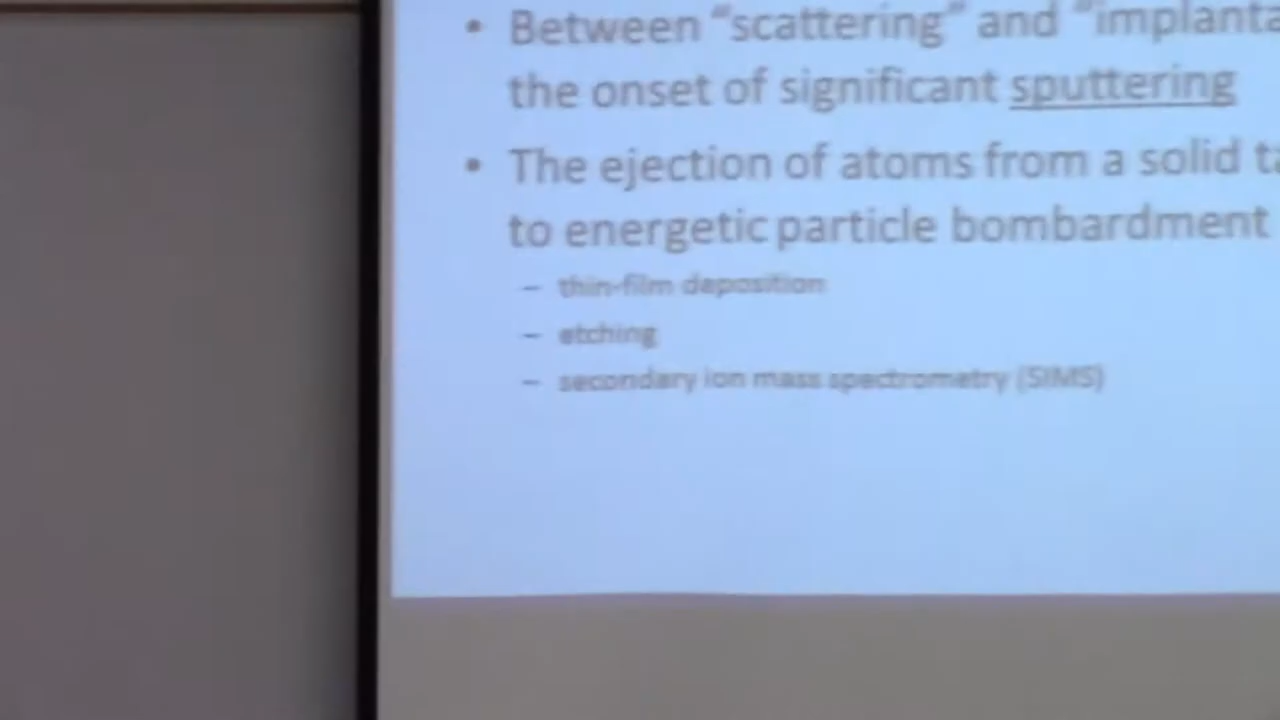 • Between “scattering” and “implanta
the onset of significant sputtering
• The ejection of atoms from a solid ta
to energetic particle bombardment
– thin-film deposition
– etching
– secondary ion mass spectrometry (SIMS)